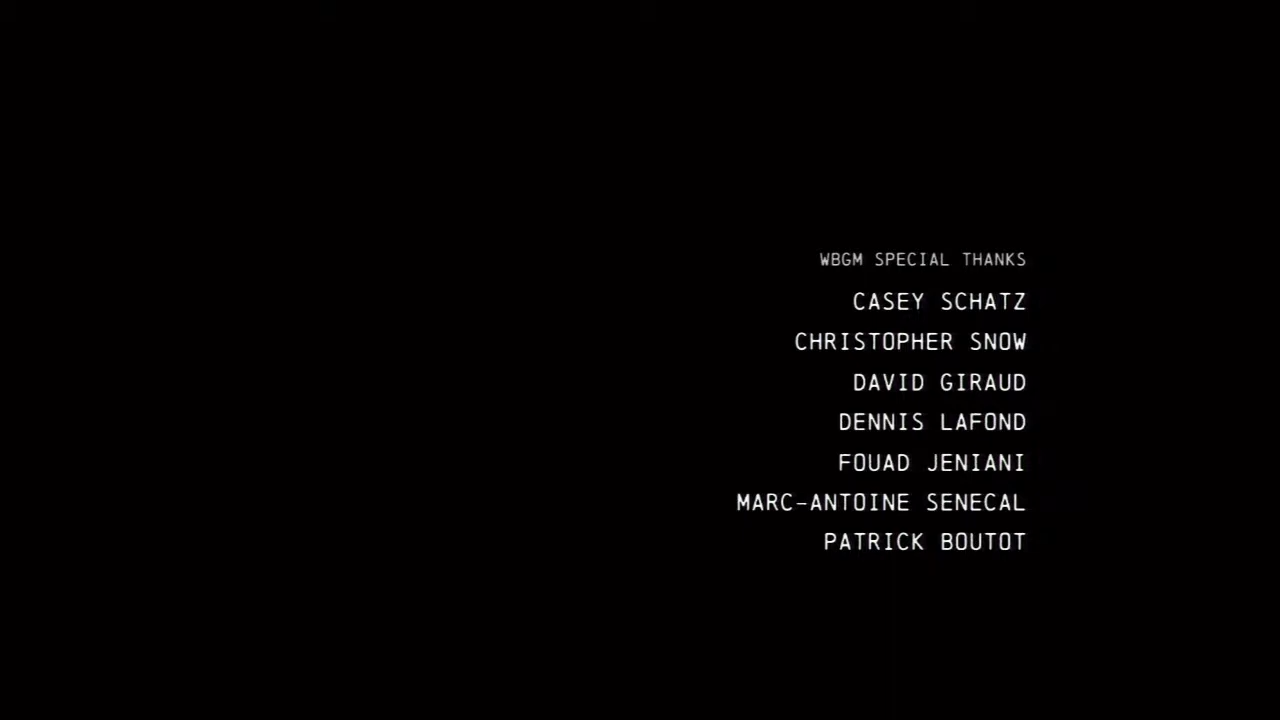 WBGM SPECIAL THANKS
CASEY SCHATZ
CHRISTOPHER SNOW
DAVID GIRAUD
DENNIS LAFOND
FOUAD JENIANI
MARC-ANTOINE SENECAL
PATRICK BOUTOT